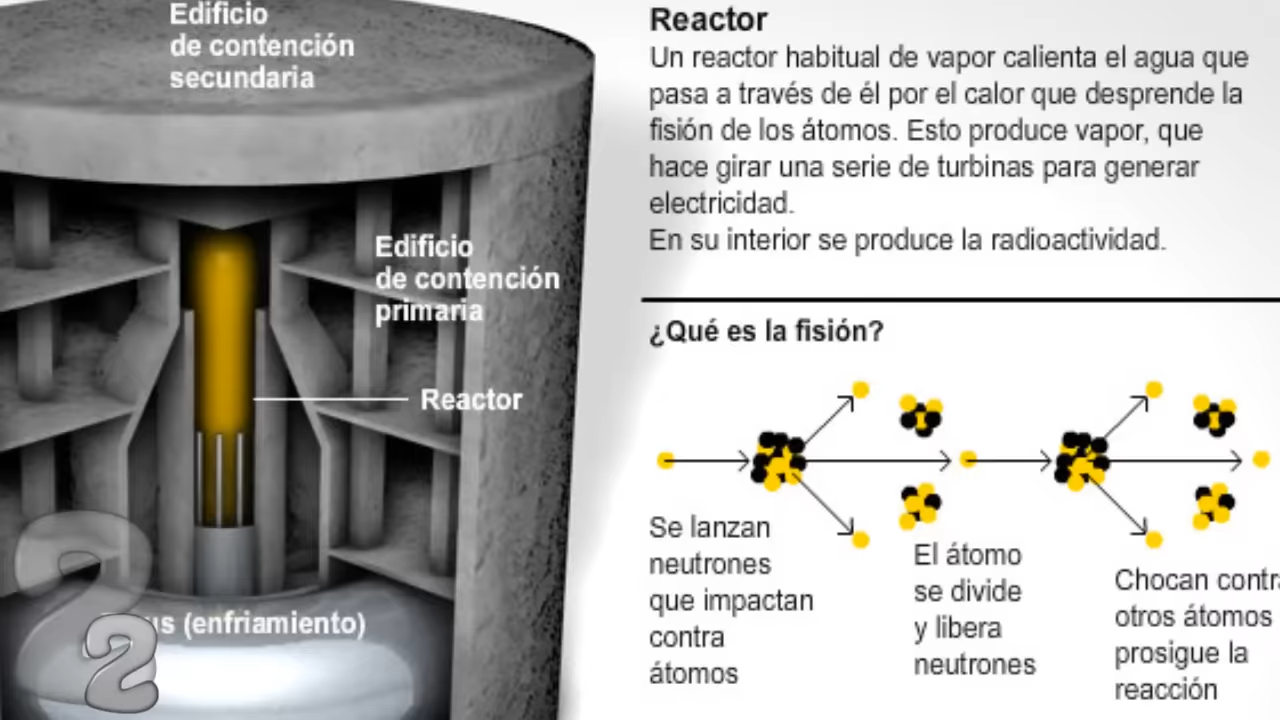 Edificio
de contención
secundaria
Edificio
de contención
primaria
Reactor
(enfriamiento)
2
2
Reactor
Un reactor habitual de vapor calienta el agua que
pasa a través de él por el calor que desprende la
fisión de los átomos. Esto produce vapor, que
hace girar una serie de turbinas para generar
electricidad.
En su interior se produce la radioactividad.
¿Qué es la fisión?
Se lanzan
neutrones
que impactan
contra
átomos
El átomo
se divide
y libera
neutrones
Chocan
otros átomos
prosigue la
reacción